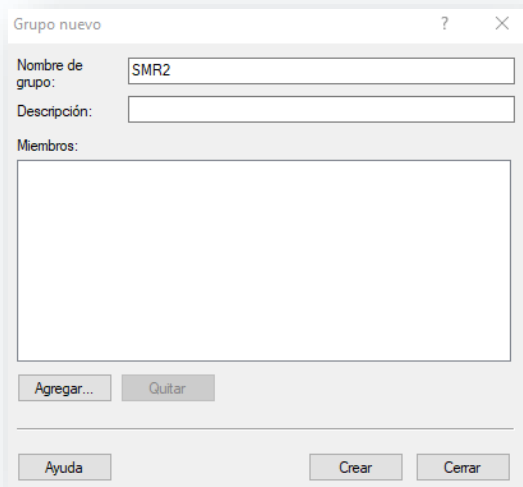 Grupo nuevo
?
Nombre de
grupo:
SMR2
Descripción:
Miembros:
Agregar...
Quitar
Ayuda
Crear
Cerrar